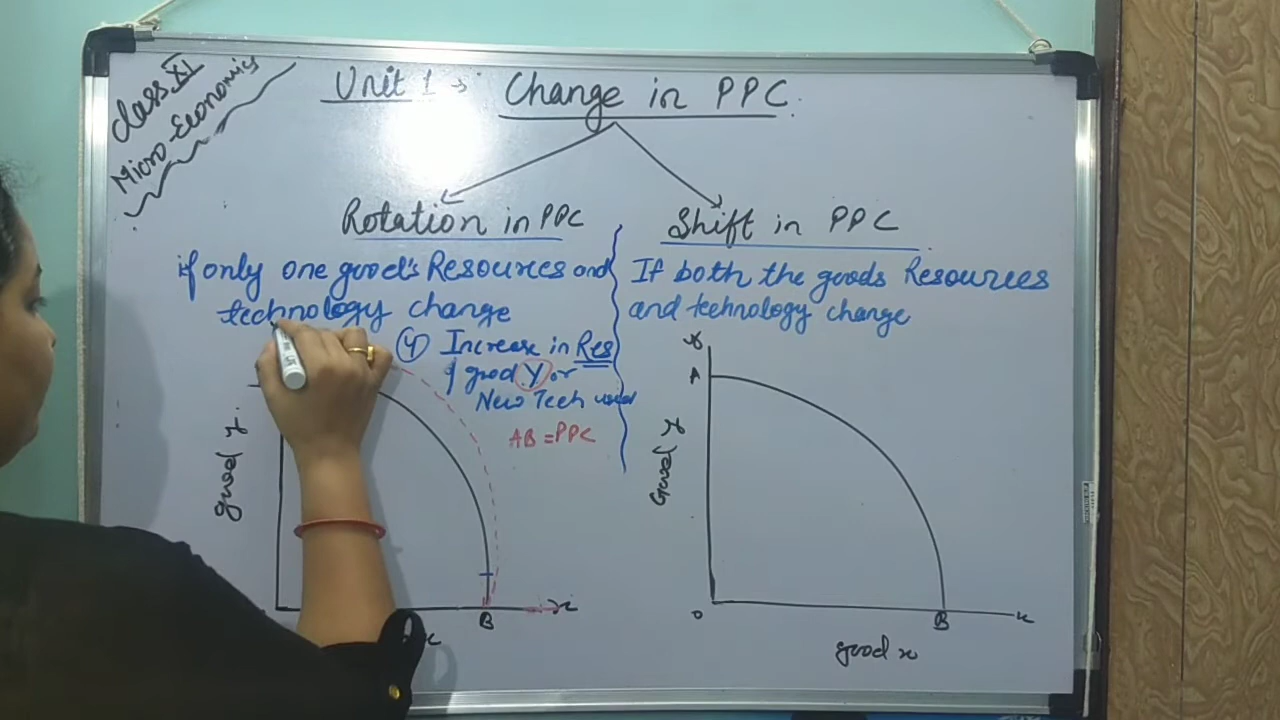 Class XI
Micro-Economics
Unit 1 : Change in PPC.
Rotation in PPC
if only one good's Resources and
technology change
Y Increase in Res
of good Y or
New Tech used
AB = PPC
good y.
B
x
Shift in PPC
If both the goods Resources
and technology change
y
A
Good y
o
B
x
good x